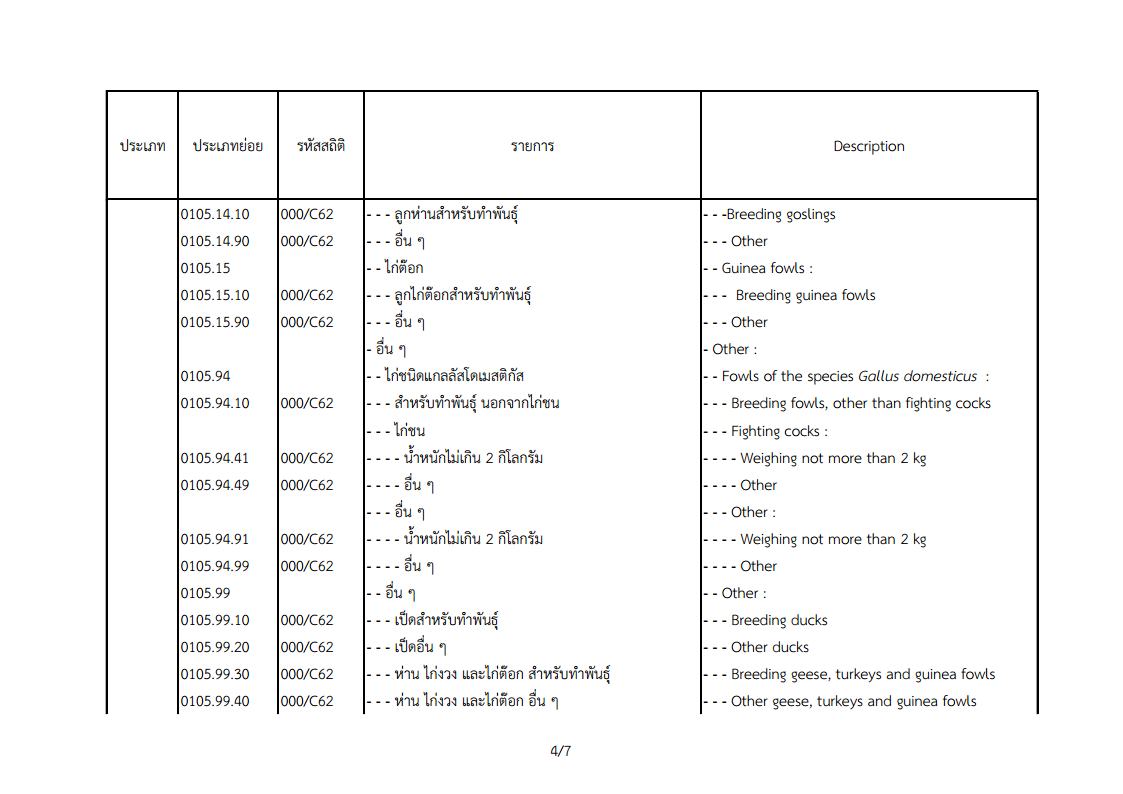 ประเภท ประเภทย่อย รหัสสถิติ รายการ Description
0105.14.10 000/C62 - - - ลูกห่านสำหรับทำพันธุ์ - - -Breeding goslings
0105.14.90 000/C62 - - - อื่น ๆ - - - Other
0105.15 - - ไก่ต๊อก - - Guinea fowls :
0105.15.10 000/C62 - - - ลูกไก่ต๊อกสำหรับทำพันธุ์ - - - Breeding guinea fowls
0105.15.90 000/C62 - - - อื่น ๆ - - - Other
- อื่น ๆ - Other :
0105.94 - - ไก่ชนิดแกลลัสโดเมสติกัส - - Fowls of the species Gallus domesticus :
0105.94.10 000/C62 - - - สำหรับทำพันธุ์ นอกจากไก่ชน - - - Breeding fowls, other than fighting cocks
- - - ไก่ชน - - - Fighting cocks :
0105.94.41 000/C62 - - - - น้ำหนักไม่เกิน 2 กิโลกรัม - - - - Weighing not more than 2 kg
0105.94.49 000/C62 - - - - อื่น ๆ - - - - Other
- - - อื่น ๆ - - - Other :
0105.94.91 000/C62 - - - - น้ำหนักไม่เกิน 2 กิโลกรัม - - - - Weighing not more than 2 kg
0105.94.99 000/C62 - - - - อื่น ๆ - - - - Other
0105.99 - - อื่น ๆ - - Other :
0105.99.10 000/C62 - - - เป็ดสำหรับทำพันธุ์ - - - Breeding ducks
0105.99.20 000/C62 - - - เป็ดอื่น ๆ - - - Other ducks
0105.99.30 000/C62 - - - ห่าน ไก่งวง และไก่ต๊อก สำหรับทำพันธุ์ - - - Breeding geese, turkeys and guinea fowls
0105.99.40 000/C62 - - - ห่าน ไก่งวง และไก่ต๊อก อื่น ๆ - - - Other geese, turkeys and guinea fowls
4/7